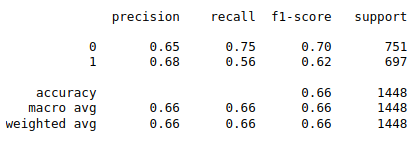 precision recall f1-score support
0 0.65 0.75 0.70 751
1 0.68 0.56 0.62 697
accuracy 0.66 1448
macro avg 0.66 0.66 0.66 1448
weighted avg 0.66 0.66 0.66 1448